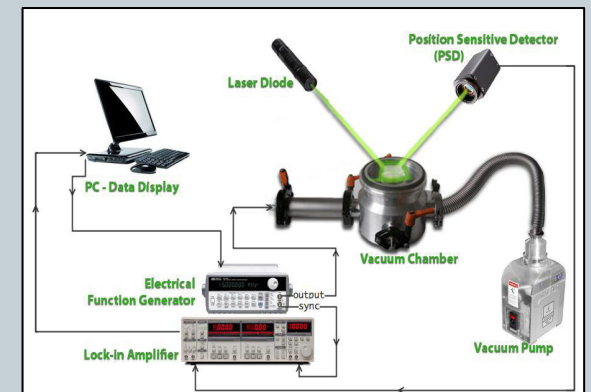 Position Sensitive Detector
(PSD)
Laser Diode
PC - Data Display
Vacuum Chamber
Electrical
Function Generator
output
sync
Lock-in Amplifier
Vacuum Pump